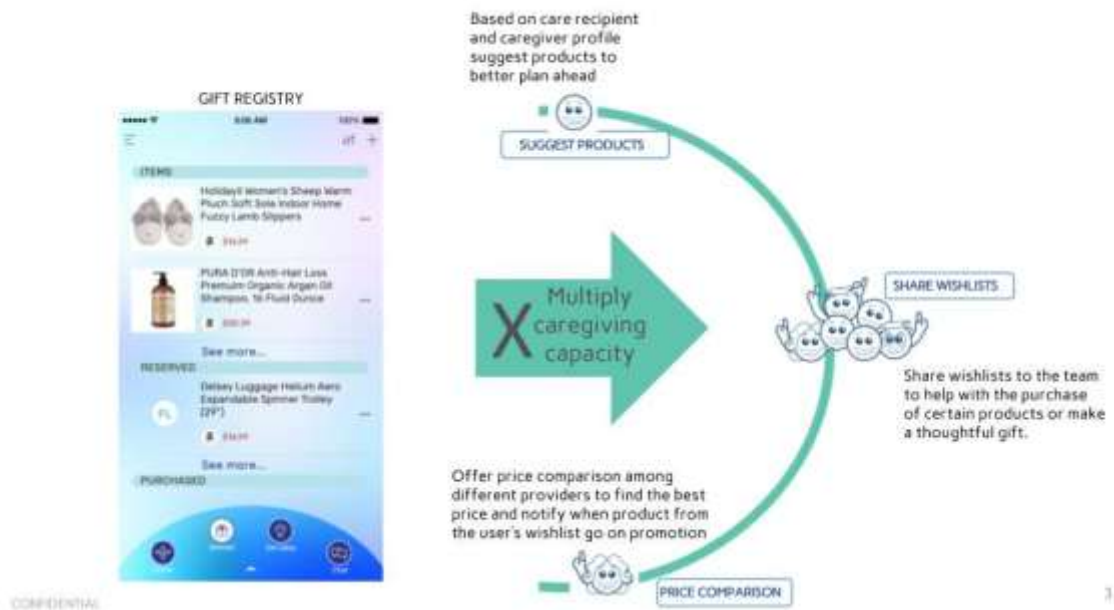 Based on care recipient
and caregiver profile
suggest products to
better plan ahead
SUGGEST PRODUCTS
GIFT REGISTRY
100%
ITEMS
Women's Sheep Warm
Soft Sole Indoor Home
Fuzzy Lamb Slippers
PURA D'OR Anti-Hair Loss
Premium Organic Argan Oil
Shampoo, 16 Fluid Ounce
See more...
RESERVED
Delsey Luggage Helium Aero
Expandable Spinner Trolley
(29")
FL
See more...
PURCHASED
Chat
X Multiply
caregiving
capacity
SHARE WISHLISTS
Share wishlists to the team
to help with the purchase
of certain products or make
a thoughtful gift.
Offer price comparison among
different providers to find the best
price and notify when product from
the user's wishlist go on promotion
PRICE COMPARISON
CONFIDENTIAL
3